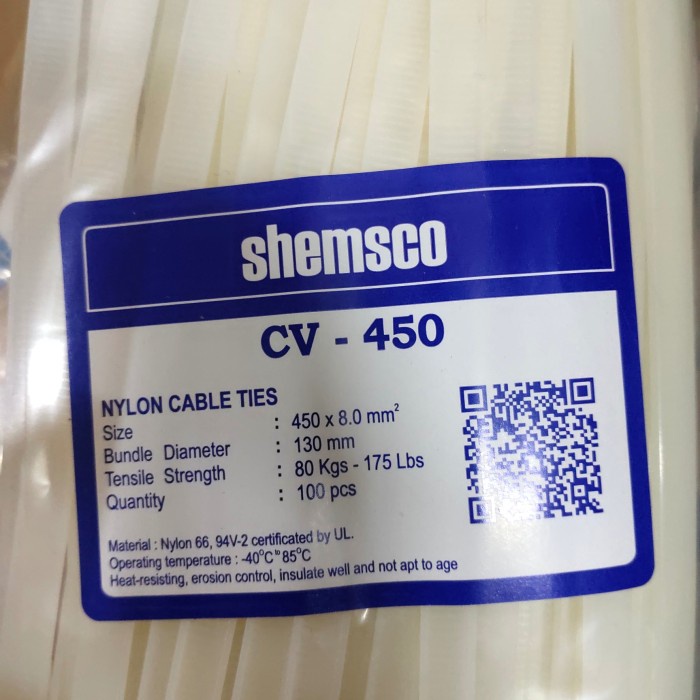 shemsco
CV - 450
NYLON CABLE TIES
Size : 450 x 8.0 mm²
Bundle Diameter : 130 mm
Tensile Strength : 80 Kgs - 175 Lbs
Quantity : 100 pcs
Material : Nylon 66, 94V-2 certificated by UL.
Operating temperature : -40°C to 85°C
Heat-resisting, erosion control, insulate well and not apt to age